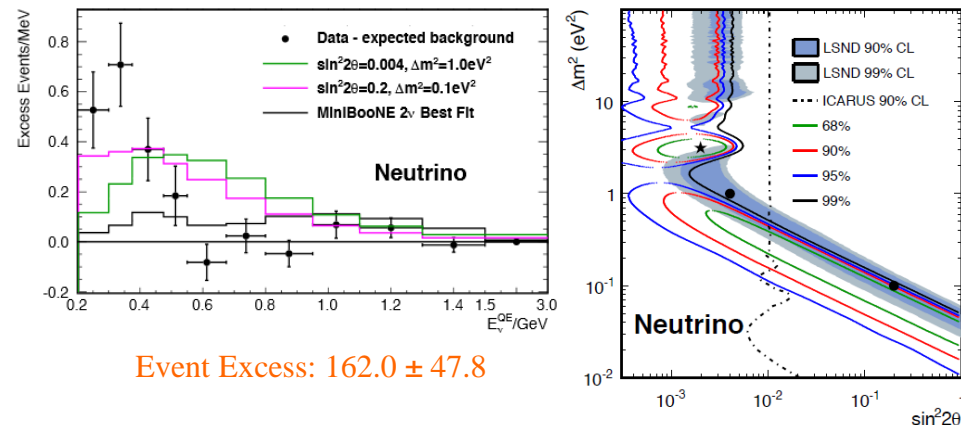 Excess Events/MeV
0.8
0.6
0.4
0.2
0.0
-0.2
Data - expected background
sin²2θ=0.004, Δm²=1.0eV²
sin²2θ=0.2, Δm²=0.1eV²
MiniBooNE 2ν Best Fit
Neutrino
0.2 0.4 0.6 0.8 1.0 1.2 1.4 1.5 3.0
E_ν^QE/GeV
Event Excess: 162.0 ± 47.8
Δm² (eV²)
10
1
10⁻¹
10⁻²
LSND 90% CL
LSND 99% CL
ICARUS 90% CL
68%
90%
95%
99%
Neutrino
10⁻³ 10⁻² 10⁻¹ 1
sin²2θ